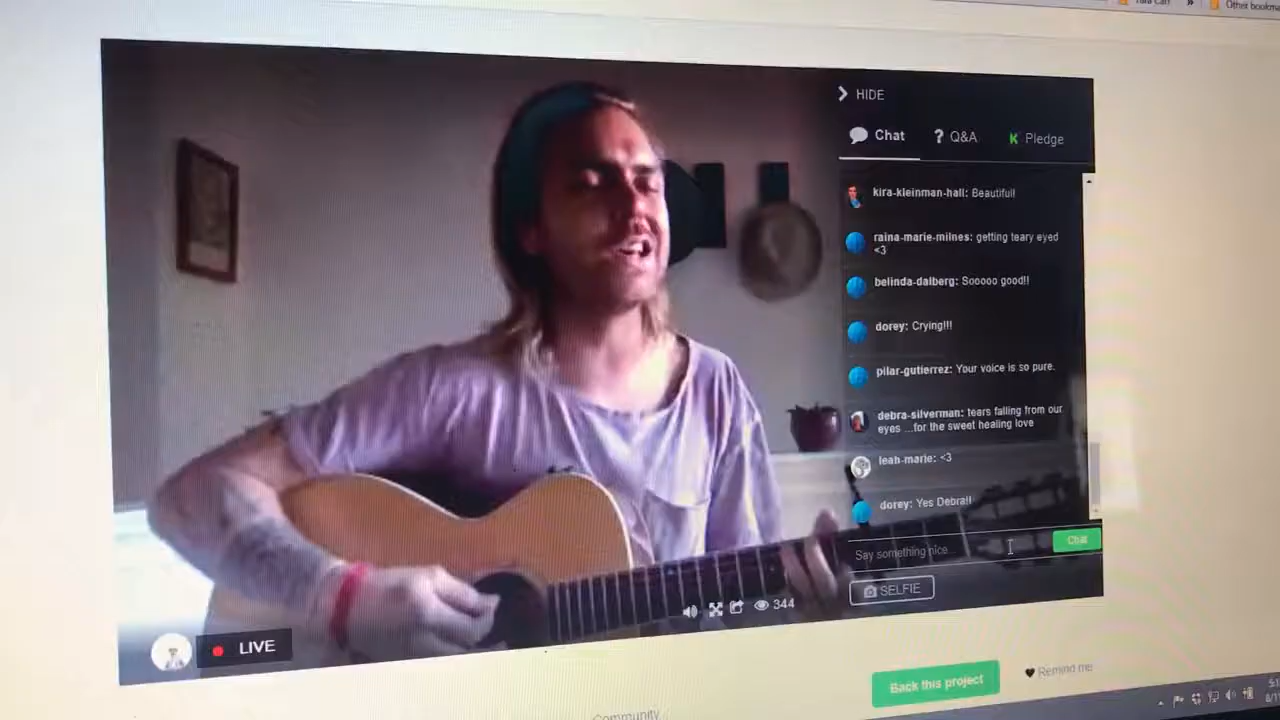 Other bookma
HIDE
Chat
? Q&A
K Pledge
kira-kleinman-hall: Beautiful!
raina-marie-milnes: getting teary eyed
<3
belinda-dalberg: Sooooo good!!
dorey: Crying!!!
pilar-gutierrez: Your voice is so pure.
debra-silverman: tears falling from our
eyes ...for the sweet healing love
leah-marie: <3
dorey: Yes Debra!!
Say something nice...
Chat
SELFIE
344
LIVE
Back this project
Remind me
Community